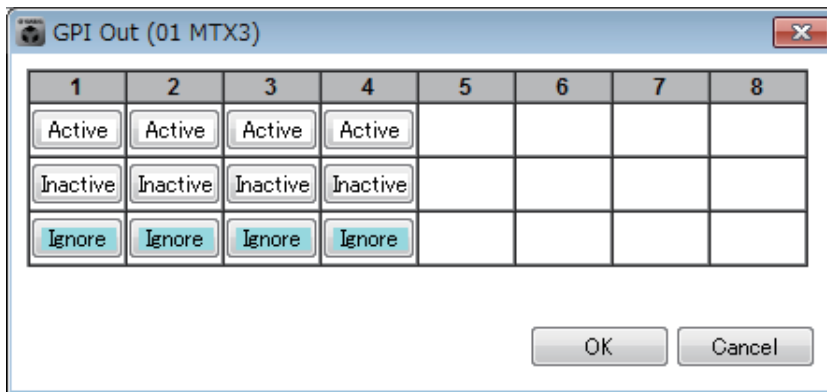 GPI Out (01 MTX3)
1 2 3 4 5 6 7 8
Active Active Active Active
Inactive Inactive Inactive Inactive
Ignore Ignore Ignore Ignore
OK Cancel